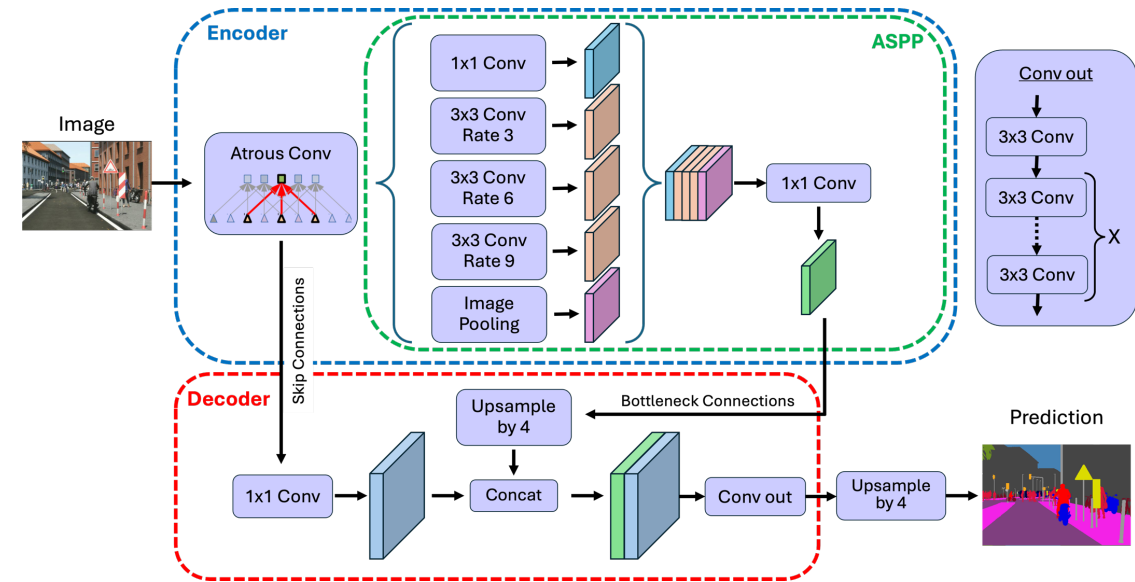 Encoder
ASPP
Image
Atrous Conv
1x1 Conv
3x3 Conv
Rate 3
3x3 Conv
Rate 6
3x3 Conv
Rate 9
Image
Pooling
1x1 Conv
Conv out
3x3 Conv
3x3 Conv
3x3 Conv
X
Skip Connections
Bottleneck Connections
Decoder
Upsample
by 4
1x1 Conv
Concat
Conv out
Upsample
by 4
Prediction